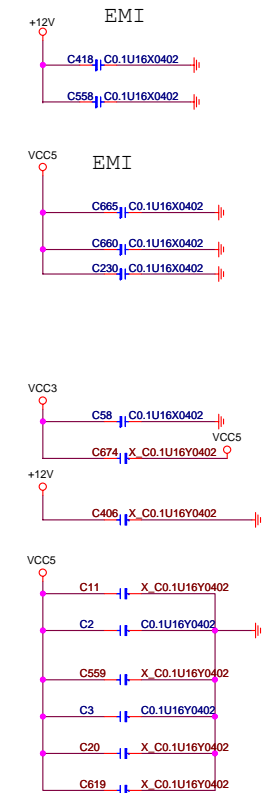 EMI
+12V
C418 C0.1U16X0402
C558 C0.1U16X0402
VCC5
EMI
C665 C0.1U16X0402
C660 C0.1U16X0402
C230 C0.1U16X0402
VCC3
C58 C0.1U16X0402
VCC5
C674 X_C0.1U16Y0402
+12V
C406 X_C0.1U16Y0402
VCC5
C11 X_C0.1U16Y0402
C2 C0.1U16Y0402
C559 X_C0.1U16Y0402
C3 C0.1U16Y0402
C20 X_C0.1U16Y0402
C619 X_C0.1U16Y0402